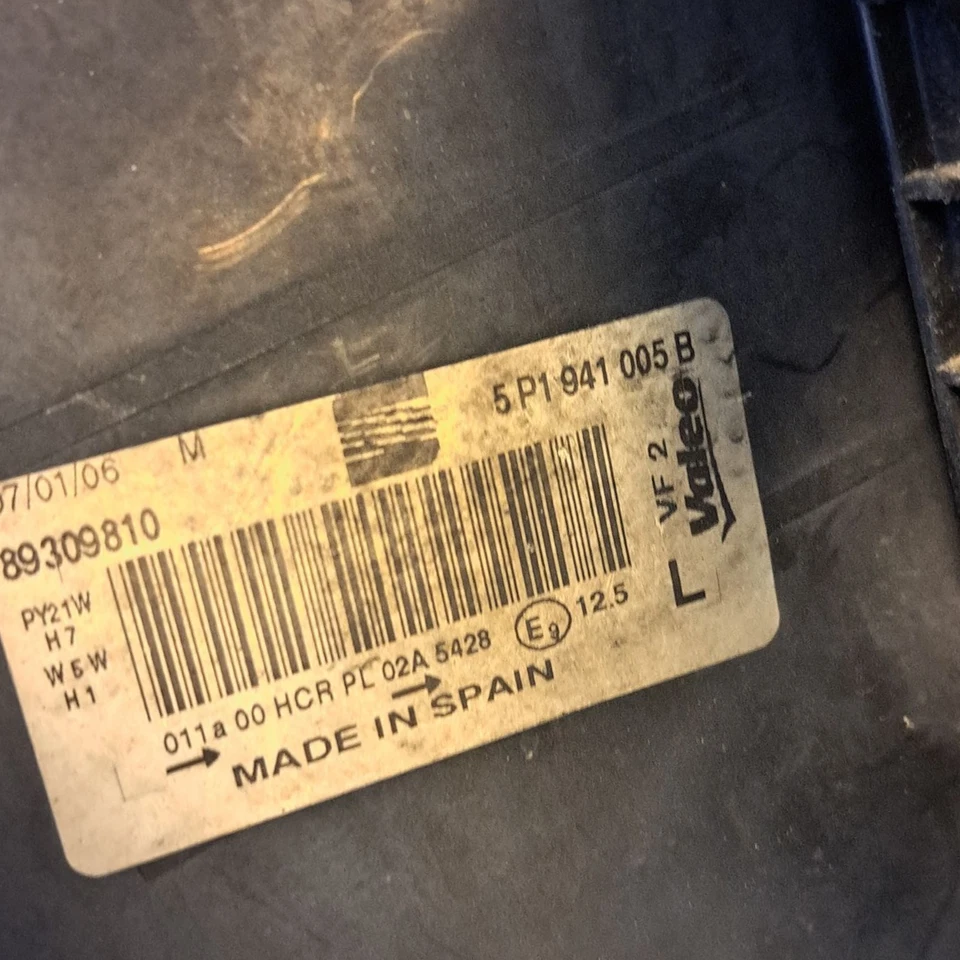 07/01/06 M
5P1 941 005 B
89309810
PY21W
H7
W5W
H1
VF 2
Valeo
L
011a 00 HCR PL 02A 5428 E9 12.5
MADE IN SPAIN